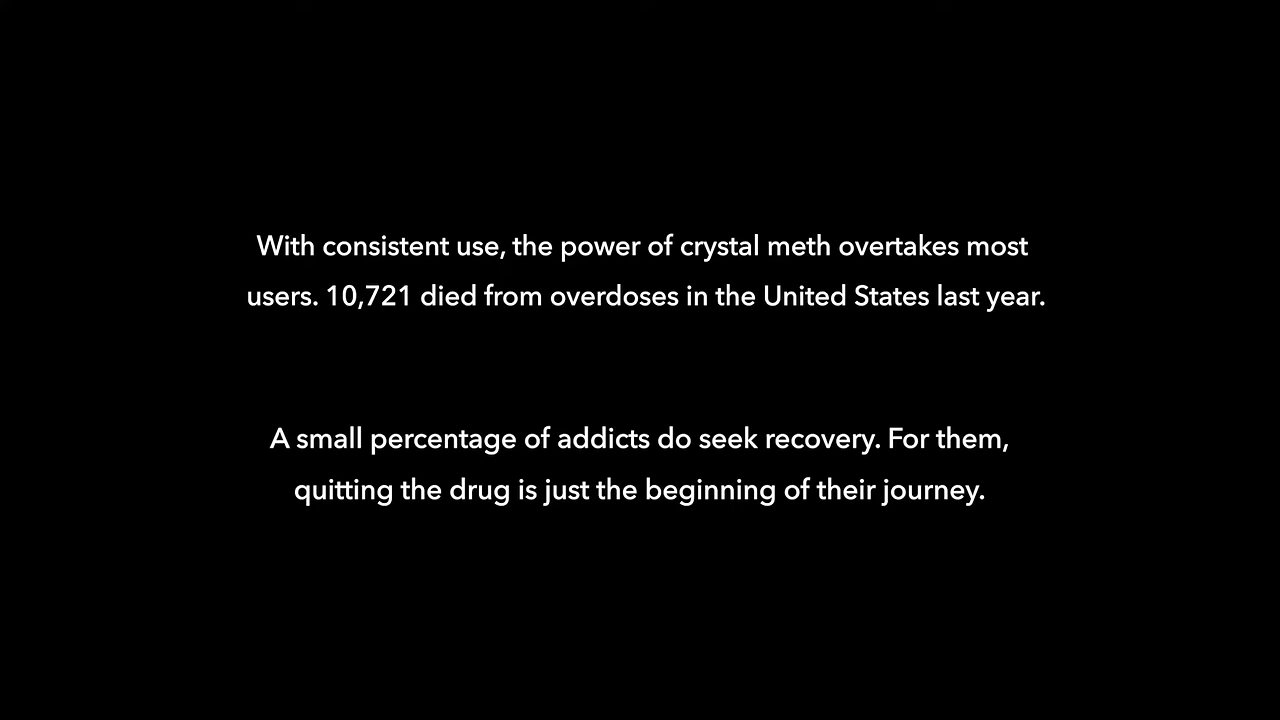 With consistent use, the power of crystal meth overtakes most
users. 10,721 died from overdoses in the United States last year.
A small percentage of addicts do seek recovery. For them,
quitting the drug is just the beginning of their journey.